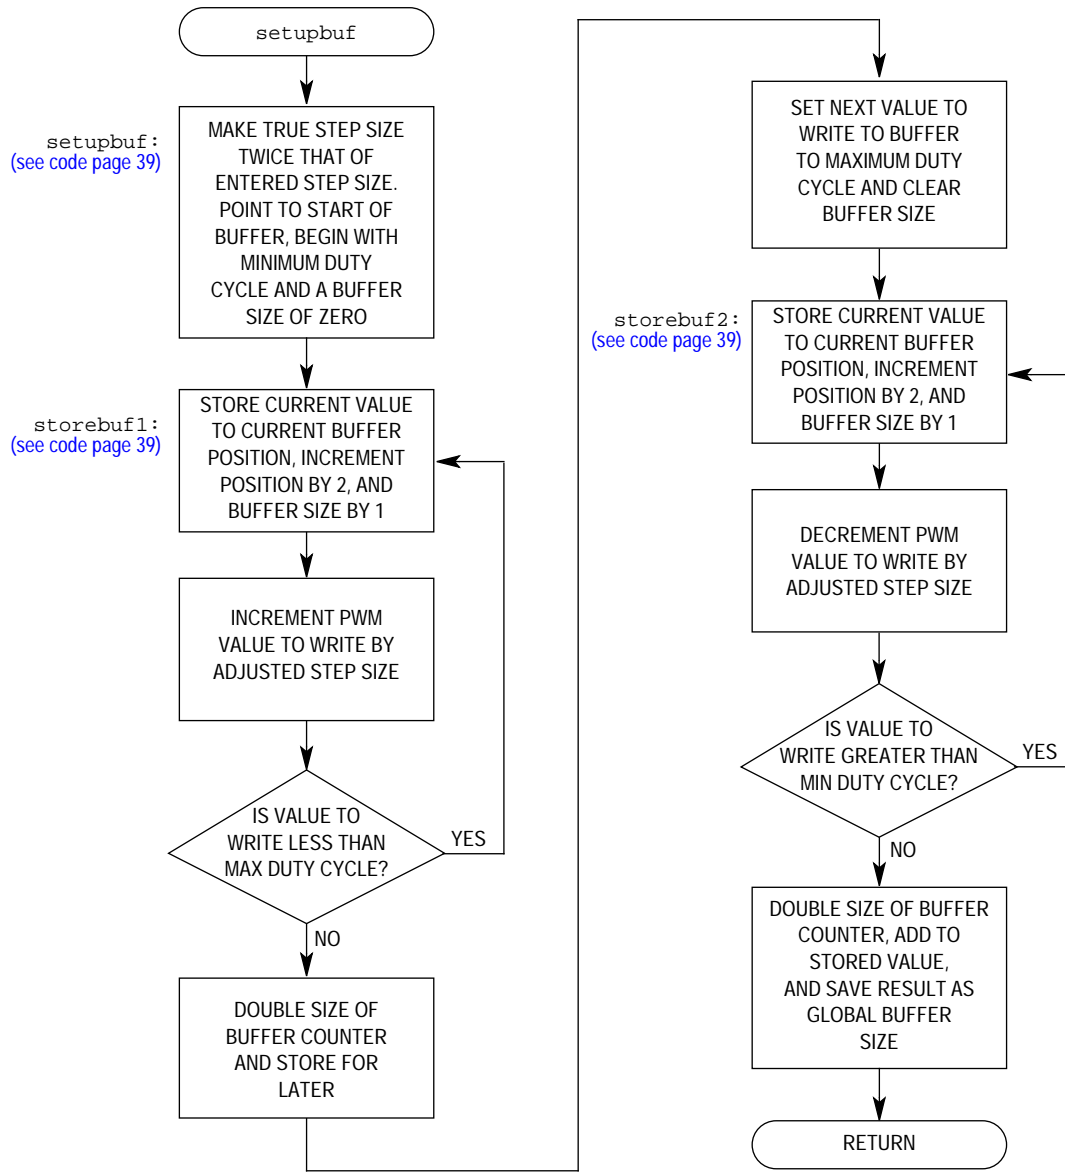 setupbuf
setupbuf:
(see code page 39)
MAKE TRUE STEP SIZE
TWICE THAT OF
ENTERED STEP SIZE.
POINT TO START OF
BUFFER, BEGIN WITH
MINIMUM DUTY
CYCLE AND A BUFFER
SIZE OF ZERO
storebuf1:
(see code page 39)
STORE CURRENT VALUE
TO CURRENT BUFFER
POSITION, INCREMENT
POSITION BY 2, AND
BUFFER SIZE BY 1
INCREMENT PWM
VALUE TO WRITE BY
ADJUSTED STEP SIZE
IS VALUE TO
WRITE LESS THAN
MAX DUTY CYCLE?
YES
NO
DOUBLE SIZE OF
BUFFER COUNTER
AND STORE FOR
LATER
SET NEXT VALUE TO
WRITE TO BUFFER
TO MAXIMUM DUTY
CYCLE AND CLEAR
BUFFER SIZE
storebuf2:
(see code page 39)
STORE CURRENT VALUE
TO CURRENT BUFFER
POSITION, INCREMENT
POSITION BY 2, AND
BUFFER SIZE BY 1
DECREMENT PWM
VALUE TO WRITE BY
ADJUSTED STEP SIZE
IS VALUE TO
WRITE GREATER THAN
MIN DUTY CYCLE?
YES
NO
DOUBLE SIZE OF BUFFER
COUNTER, ADD TO
STORED VALUE,
AND SAVE RESULT AS
GLOBAL BUFFER
SIZE
RETURN